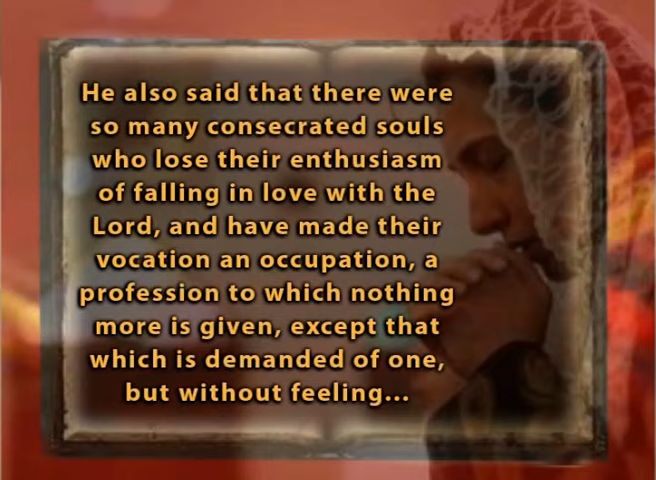 He also said that there were
so many consecrated souls
who lose their enthusiasm
of falling in love with the
Lord, and have made their
vocation an occupation, a
profession to which nothing
more is given, except that
which is demanded of one,
but without feeling...